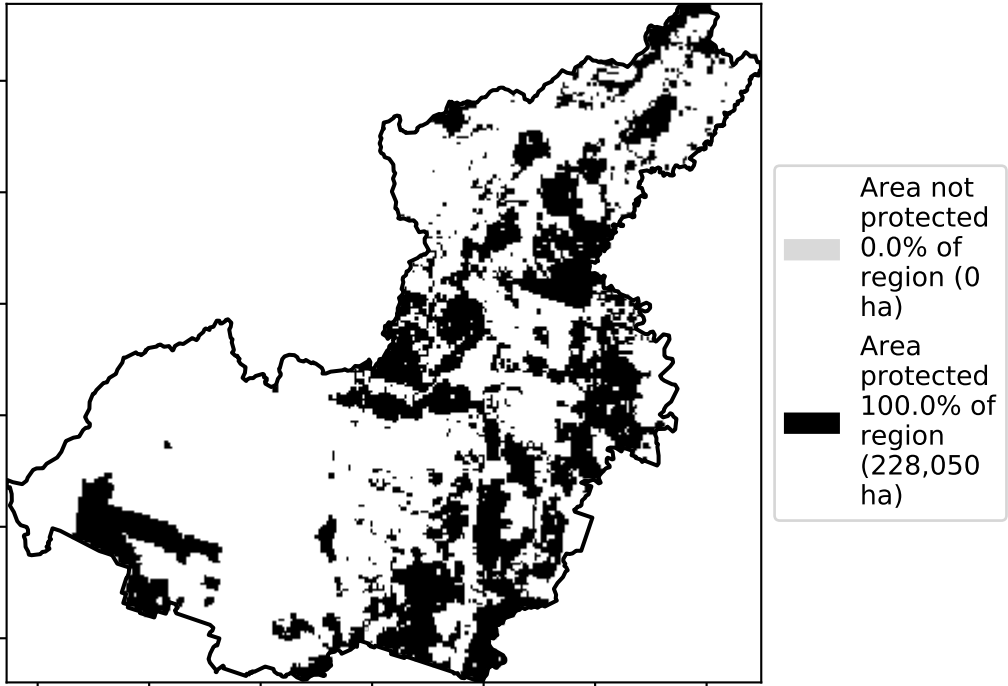 Area not
protected
0.0% of
region (0
ha)
Area
protected
100.0% of
region
(228,050
ha)